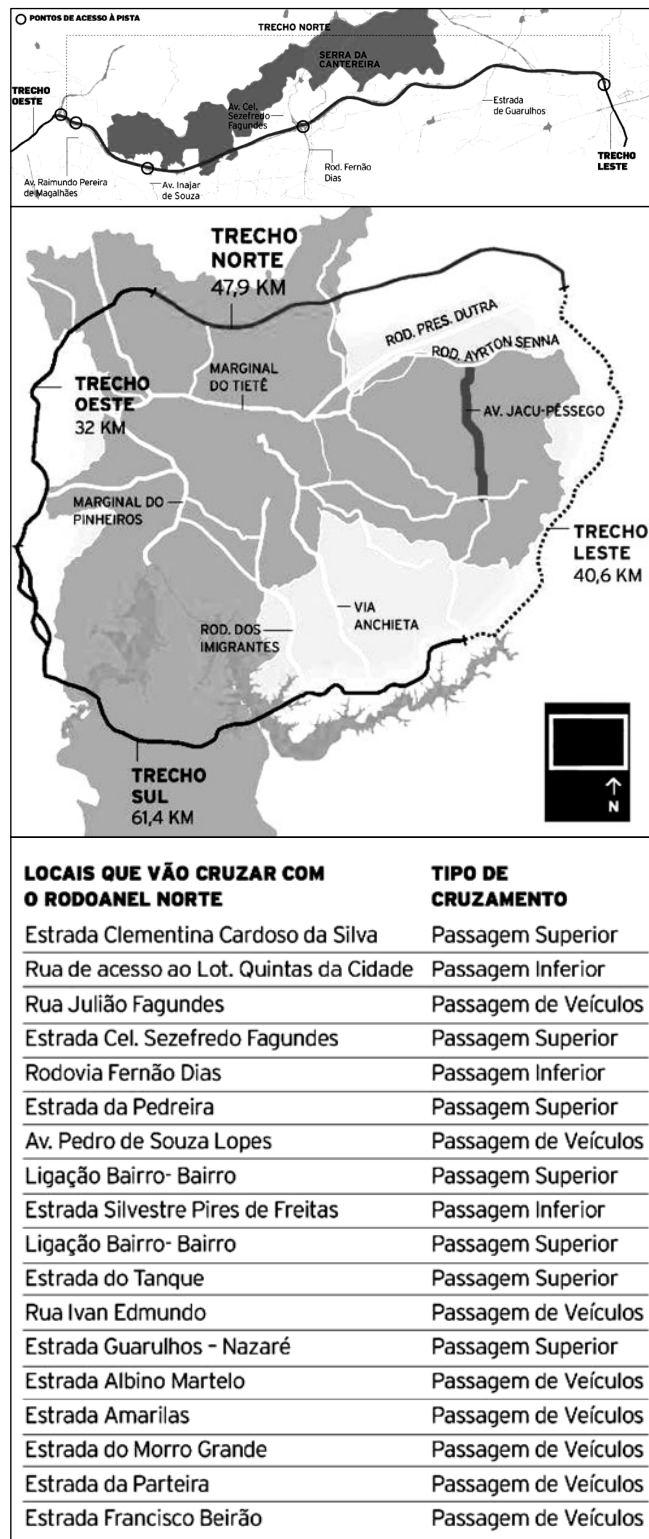 PONTOS DE ACESSO À PISTA
TRECHO NORTE
SERRA DA
CANTEREIRA
TRECHO
OESTE
Av. Cel.
Sezefredo
Fagundes
Estrada
de Guarulhos
Av. Raimundo Pereira
de Magalhães
Av. Inajar
de Souza
Rod. Fernão
Dias
TRECHO
LESTE
TRECHO
NORTE
47,9 KM
ROD. PRES. DUTRA
ROD. AYRTON SENNA
MARGINAL
DO TIETÊ
TRECHO
OESTE
32 KM
AV. JACU-PÊSSEGO
MARGINAL DO
PINHEIROS
TRECHO
LESTE
40,6 KM
VIA
ANCHIETA
ROD. DOS
IMIGRANTES
TRECHO
SUL
61,4 KM
N
LOCAIS QUE VÃO CRUZAR COM O RODOANEL NORTE
TIPO DE CRUZAMENTO
Estrada Clementina Cardoso da Silva Passagem Superior
Rua de acesso ao Lot. Quintas da Cidade Passagem Inferior
Rua Julião Fagundes Passagem de Veículos
Estrada Cel. Sezefredo Fagundes Passagem Superior
Rodovia Fernão Dias Passagem Inferior
Estrada da Pedreira Passagem Superior
Av. Pedro de Souza Lopes Passagem de Veículos
Ligação Bairro- Bairro Passagem Superior
Estrada Silvestre Pires de Freitas Passagem Inferior
Ligação Bairro- Bairro Passagem Superior
Estrada do Tanque Passagem Superior
Rua Ivan Edmundo Passagem de Veículos
Estrada Guarulhos - Nazaré Passagem Superior
Estrada Albino Martelo Passagem de Veículos
Estrada Amarilas Passagem de Veículos
Estrada do Morro Grande Passagem de Veículos
Estrada da Parteira Passagem de Veículos
Estrada Francisco Beirão Passagem de Veículos